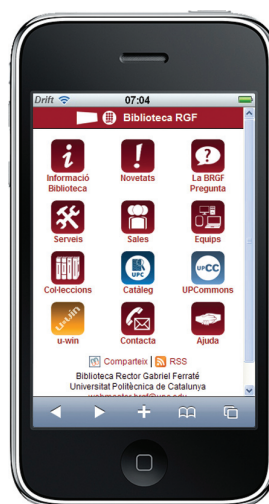 Drift 07:04
Biblioteca RGF
Informació
Biblioteca
Novetats
La BRGF
Pregunta
Serveis
Sales
Equips
Col·leccions
UPC
Catàleg
UPCC
UPCommons
u-win
u-win
Contacta
Ajuda
Comparteix | RSS
Biblioteca Rector Gabriel Ferraté
Universitat Politècnica de Catalunya